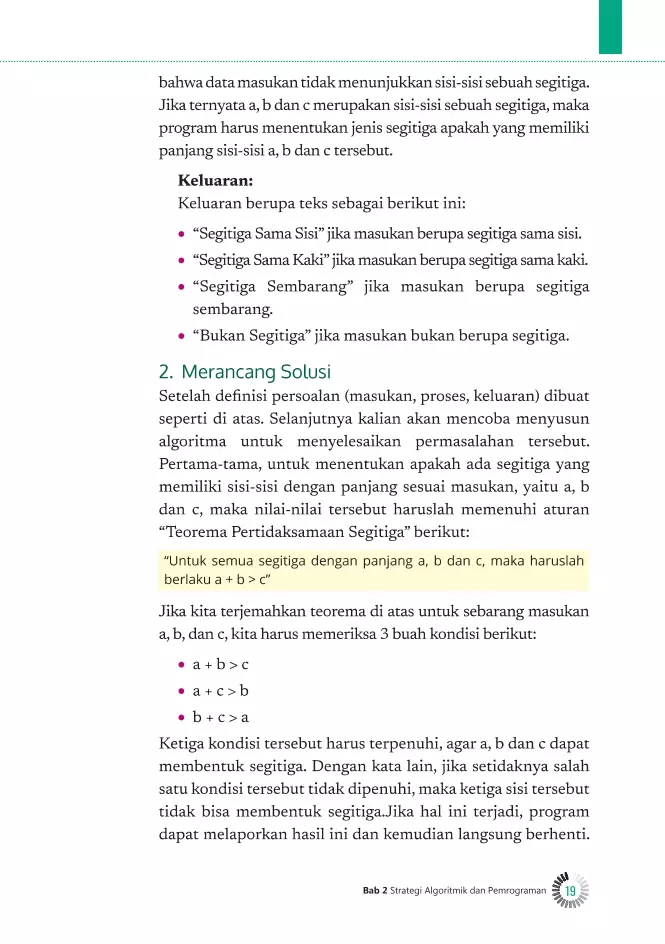 bahwa data masukan tidak menunjukkan sisi-sisi sebuah segitiga.
Jika ternyata a, b dan c merupakan sisi-sisi sebuah segitiga, maka
program harus menentukan jenis segitiga apakah yang memiliki
panjang sisi-sisi a, b dan c tersebut.
Keluaran:
Keluaran berupa teks sebagai berikut ini:
• “Segitiga Sama Sisi” jika masukan berupa segitiga sama sisi.
• “Segitiga Sama Kaki” jika masukan berupa segitiga sama kaki.
• “Segitiga Sembarang” jika masukan berupa segitiga
sembarang.
• “Bukan Segitiga” jika masukan bukan berupa segitiga.
2. Merancang Solusi
Setelah definisi persoalan (masukan, proses, keluaran) dibuat
seperti di atas. Selanjutnya kalian akan mencoba menyusun
algoritma untuk menyelesaikan permasalahan tersebut.
Pertama-tama, untuk menentukan apakah ada segitiga yang
memiliki sisi-sisi dengan panjang sesuai masukan, yaitu a, b
dan c, maka nilai-nilai tersebut haruslah memenuhi aturan
“Teorema Pertidaksamaan Segitiga” berikut:
“Untuk semua segitiga dengan panjang a, b dan c, maka haruslah
berlaku a + b > c”
Jika kita terjemahkan teorema di atas untuk sebarang masukan
a, b, dan c, kita harus memeriksa 3 buah kondisi berikut:
• a + b > c
• a + c > b
• b + c > a
Ketiga kondisi tersebut harus terpenuhi, agar a, b dan c dapat
membentuk segitiga. Dengan kata lain, jika setidaknya salah
satu kondisi tersebut tidak dipenuhi, maka ketiga sisi tersebut
tidak bisa membentuk segitiga.Jika hal ini terjadi, program
dapat melaporkan hasil ini dan kemudian langsung berhenti.
Bab 2 Strategi Algoritmik dan Pemrograman 19